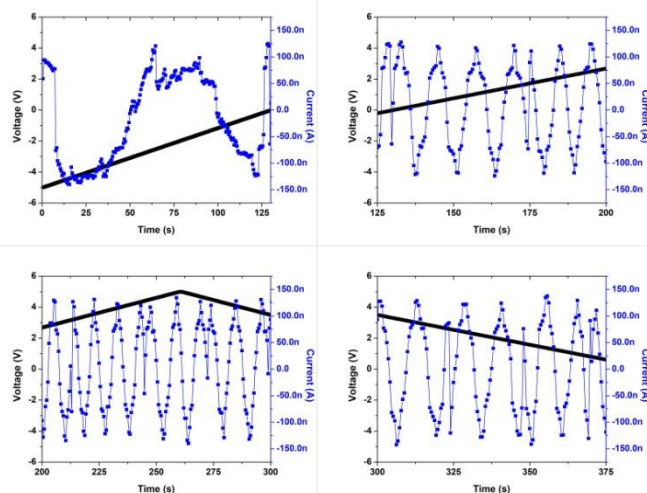 6
4
2
0
-2
-4
-6
Voltage (V)
150.0n
100.0n
50.0n
0.0
-50.0n
-100.0n
-150.0n
Current (A)
0 25 50 75 100 125
Time (s)
6
4
2
0
-2
-4
-6
Voltage (V)
150.0n
100.0n
50.0n
0.0
-50.0n
-100.0n
-150.0n
Current (A)
125 150 175 200
Time (s)
6
4
2
0
-2
-4
-6
Voltage (V)
150.0n
100.0n
50.0n
0.0
-50.0n
-100.0n
-150.0n
Current (A)
200 225 250 275 300
Time (s)
6
4
2
0
-2
-4
-6
Voltage (V)
150.0n
100.0n
50.0n
0.0
-50.0n
-100.0n
-150.0n
Current (A)
300 325 350 375
Time (s)